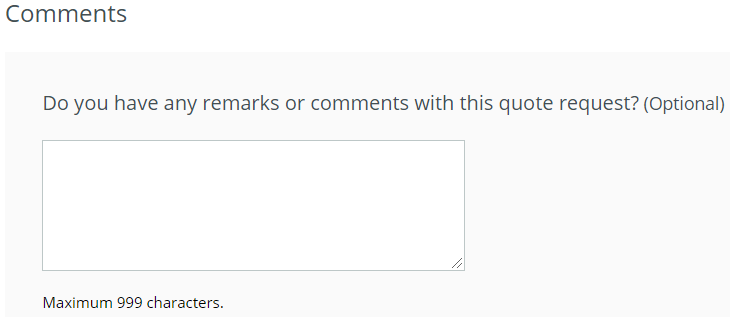 Comments
Do you have any remarks or comments with this quote request? (Optional)
Maximum 999 characters.